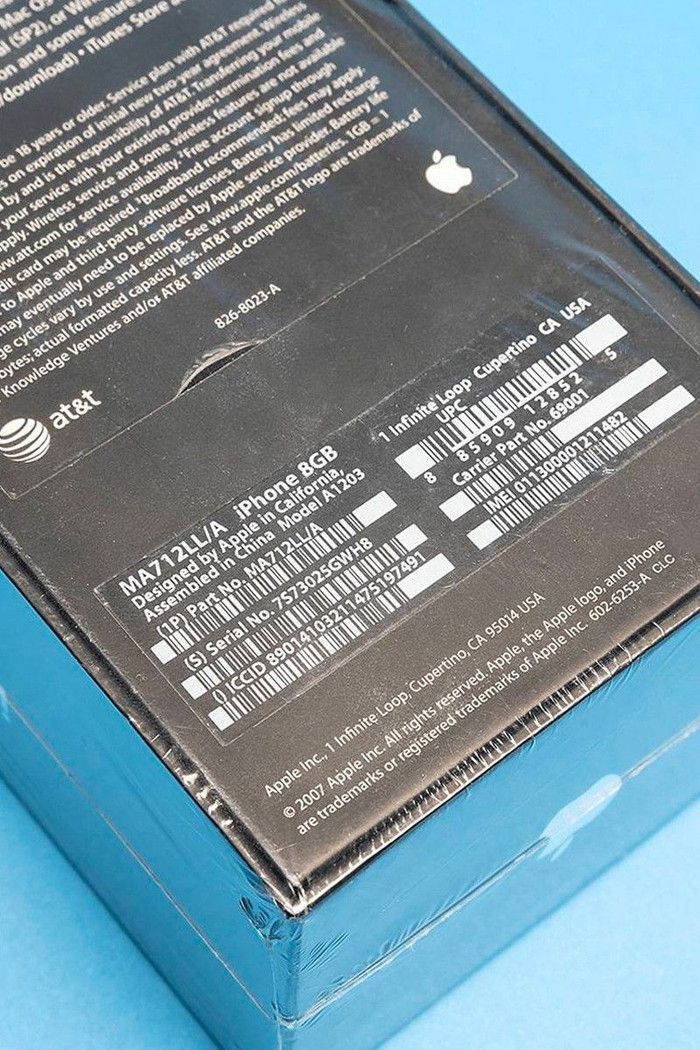 Mac OS
(SP2), or Wi
on and some features
/download) • iTunes Store
be 18 years or older. Service plan with AT&T required
s on expiration of initial new two-year agreement. Wireless
by and is the responsibility of AT&T. Transferring your mobile
your service with your existing provider; termination fees and
pply. Wireless service and some wireless features are not available
www.att.com for service availability. Free account signup through
dit card may be required. Broadband recommended; fees may apply.
to Apple and third-party software licenses. Battery has limited recharge
may eventually need to be replaced by Apple service provider. Battery life
ge cycles vary by use and settings. See www.apple.com/batteries. 1GB = 1
bytes; actual formatted capacity less. AT&T and the AT&T logo are trademarks of
Knowledge Ventures and/or AT&T affiliated companies.
826-8023-A
at&t
MA712LL/A iPhone 8GB
Designed by Apple in California,
Assembled in China Model A1203
(1P) Part No. MA712LL/A
(S) Serial No. 7S7302SGWH8
() ICCID 89014103211475197491
1 Infinite Loop Cupertino CA USA
UPC
8 85909 12852 5
Carrier Part No. 69001
IMEI 011300001211482
Apple Inc., 1 Infinite Loop, Cupertino, CA 95014 USA
© 2007 Apple Inc. All rights reserved. Apple, the Apple logo, and iPhone
are trademarks or registered trademarks of Apple Inc. 602-6253-A CLC